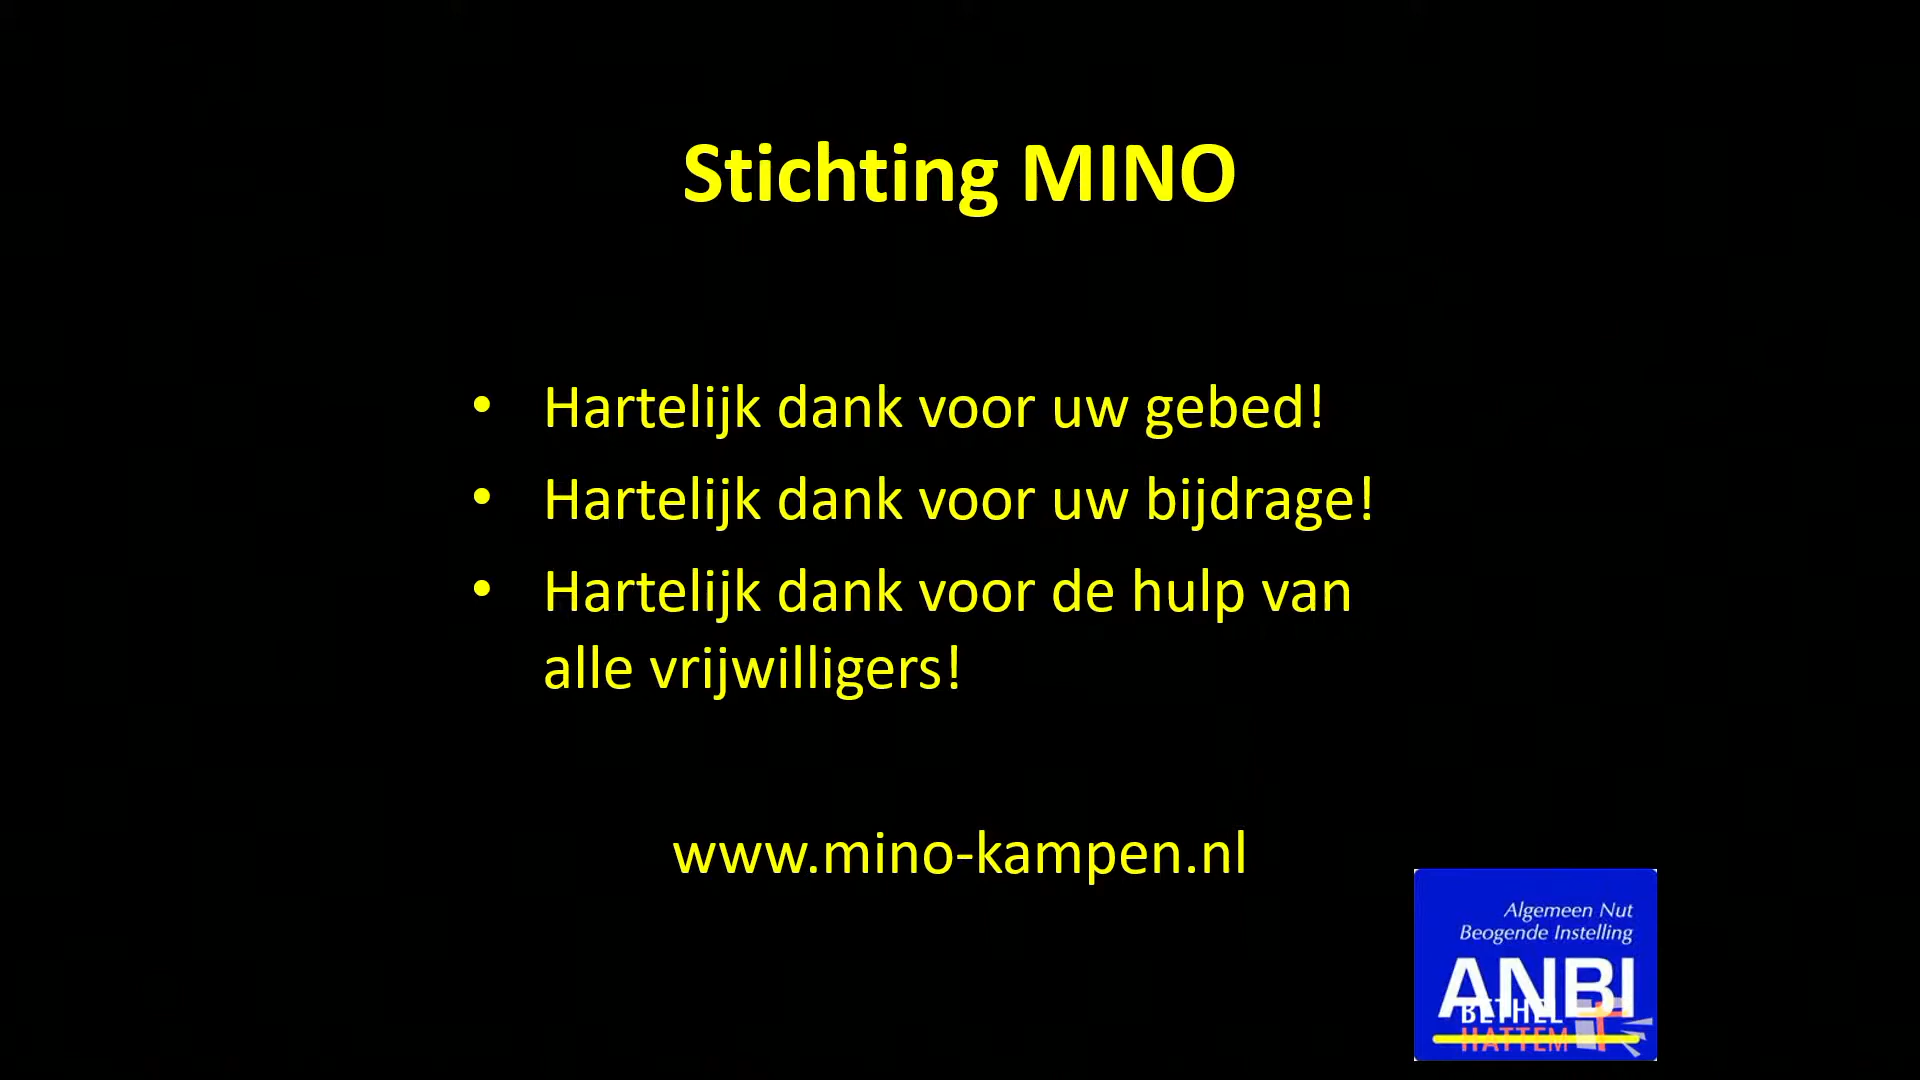 Stichting MINO
• Hartelijk dank voor uw gebed!
• Hartelijk dank voor uw bijdrage!
• Hartelijk dank voor de hulp van
alle vrijwilligers!
www.mino-kampen.nl
Algemeen Nut
Beogende Instelling
ANBI
BETHEL
HATTEM